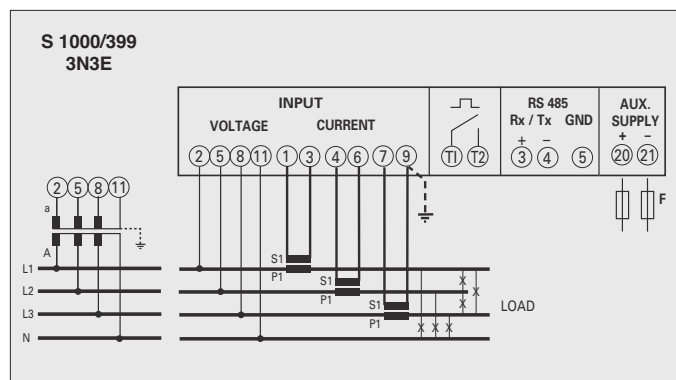 S 1000/399
3N3E
INPUT
VOLTAGE CURRENT
2 5 8 11 1 3 4 6 7 9
T1 T2
RS 485
Rx / Tx GND
+ −
3 4 5
AUX.
SUPPLY
+ −
20 21
F
2 5 8 11
a
A
L1
L2
L3
N
S1
P1
S1
P1
S1
P1
LOAD